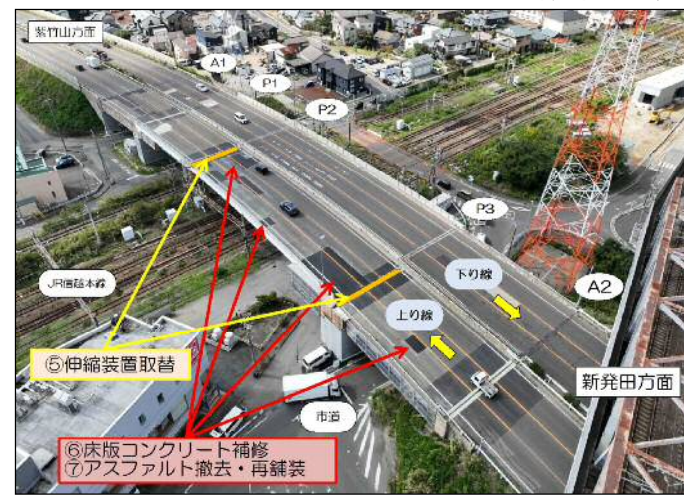 紫竹山方面
A1
P1
P2
P3
A2
JR信越本線
下り線
上り線
⑤伸縮装置取替
新発田方面
市道
⑥床版コンクリート補修
⑦アスファルト撤去・再舗装